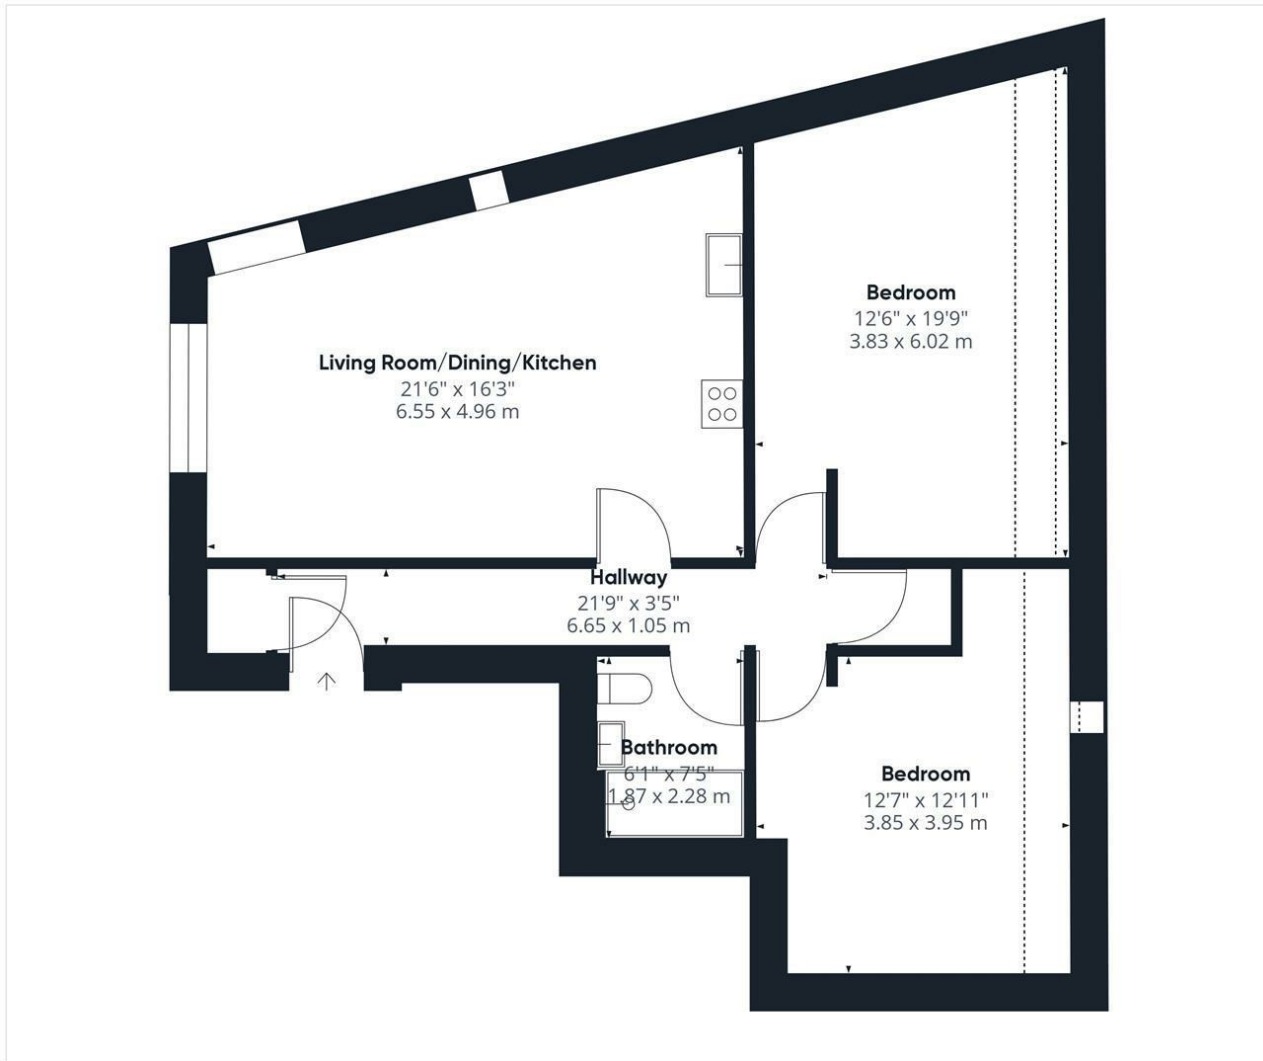 Bedroom
12'6" x 19'9"
3.83 x 6.02 m
Living Room/Dining/Kitchen
21'6" x 16'3"
6.55 x 4.96 m
Hallway
21'9" x 3'5"
6.65 x 1.05 m
Bathroom
6'1" x 7'5"
1.87 x 2.28 m
Bedroom
12'7" x 12'11"
3.85 x 3.95 m